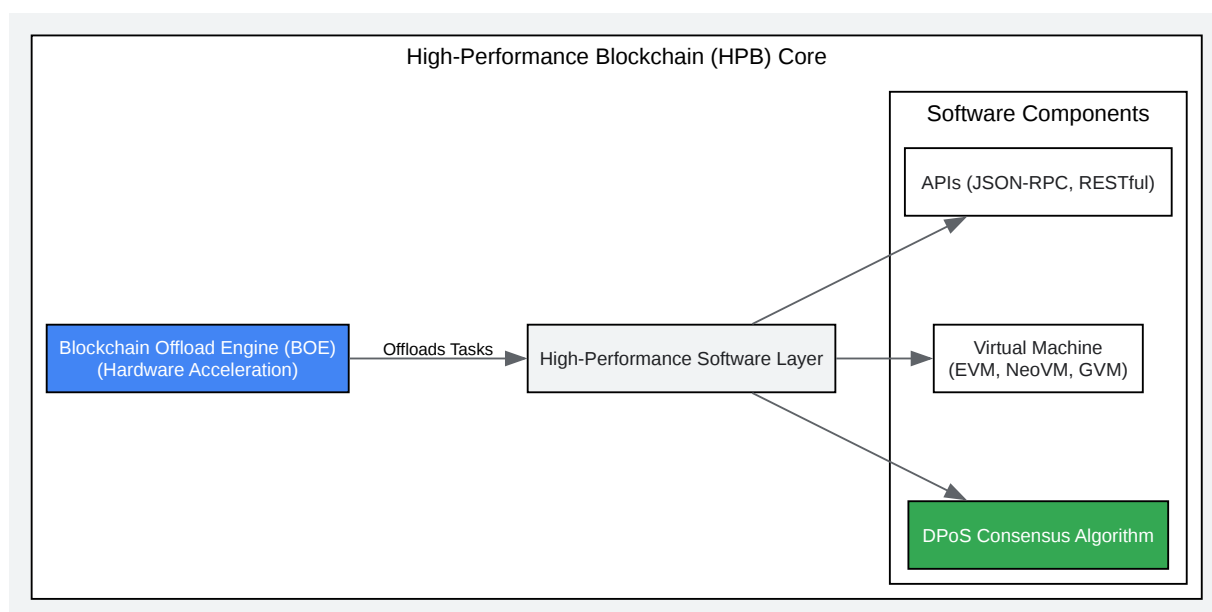 High-Performance Blockchain (HPB) Core
Software Components
APIs (JSON-RPC, RESTful)
Blockchain Offload Engine (BOE)
(Hardware Acceleration)
Offloads Tasks
High-Performance Software Layer
Virtual Machine
(EVM, NeoVM, GVM)
DPoS Consensus Algorithm